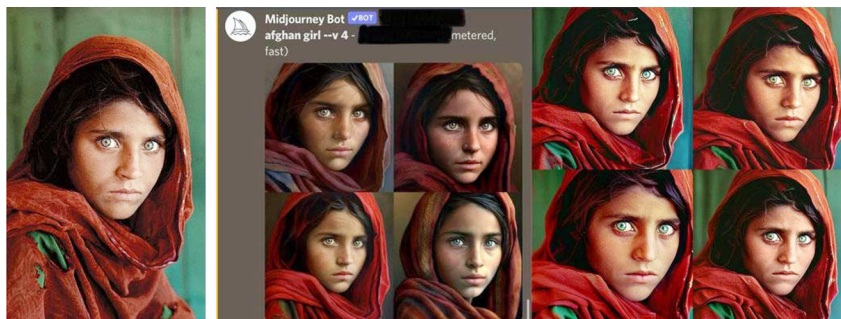 Midjourney Bot ✓BOT
afghan girl --v 4 - metered,
fast)